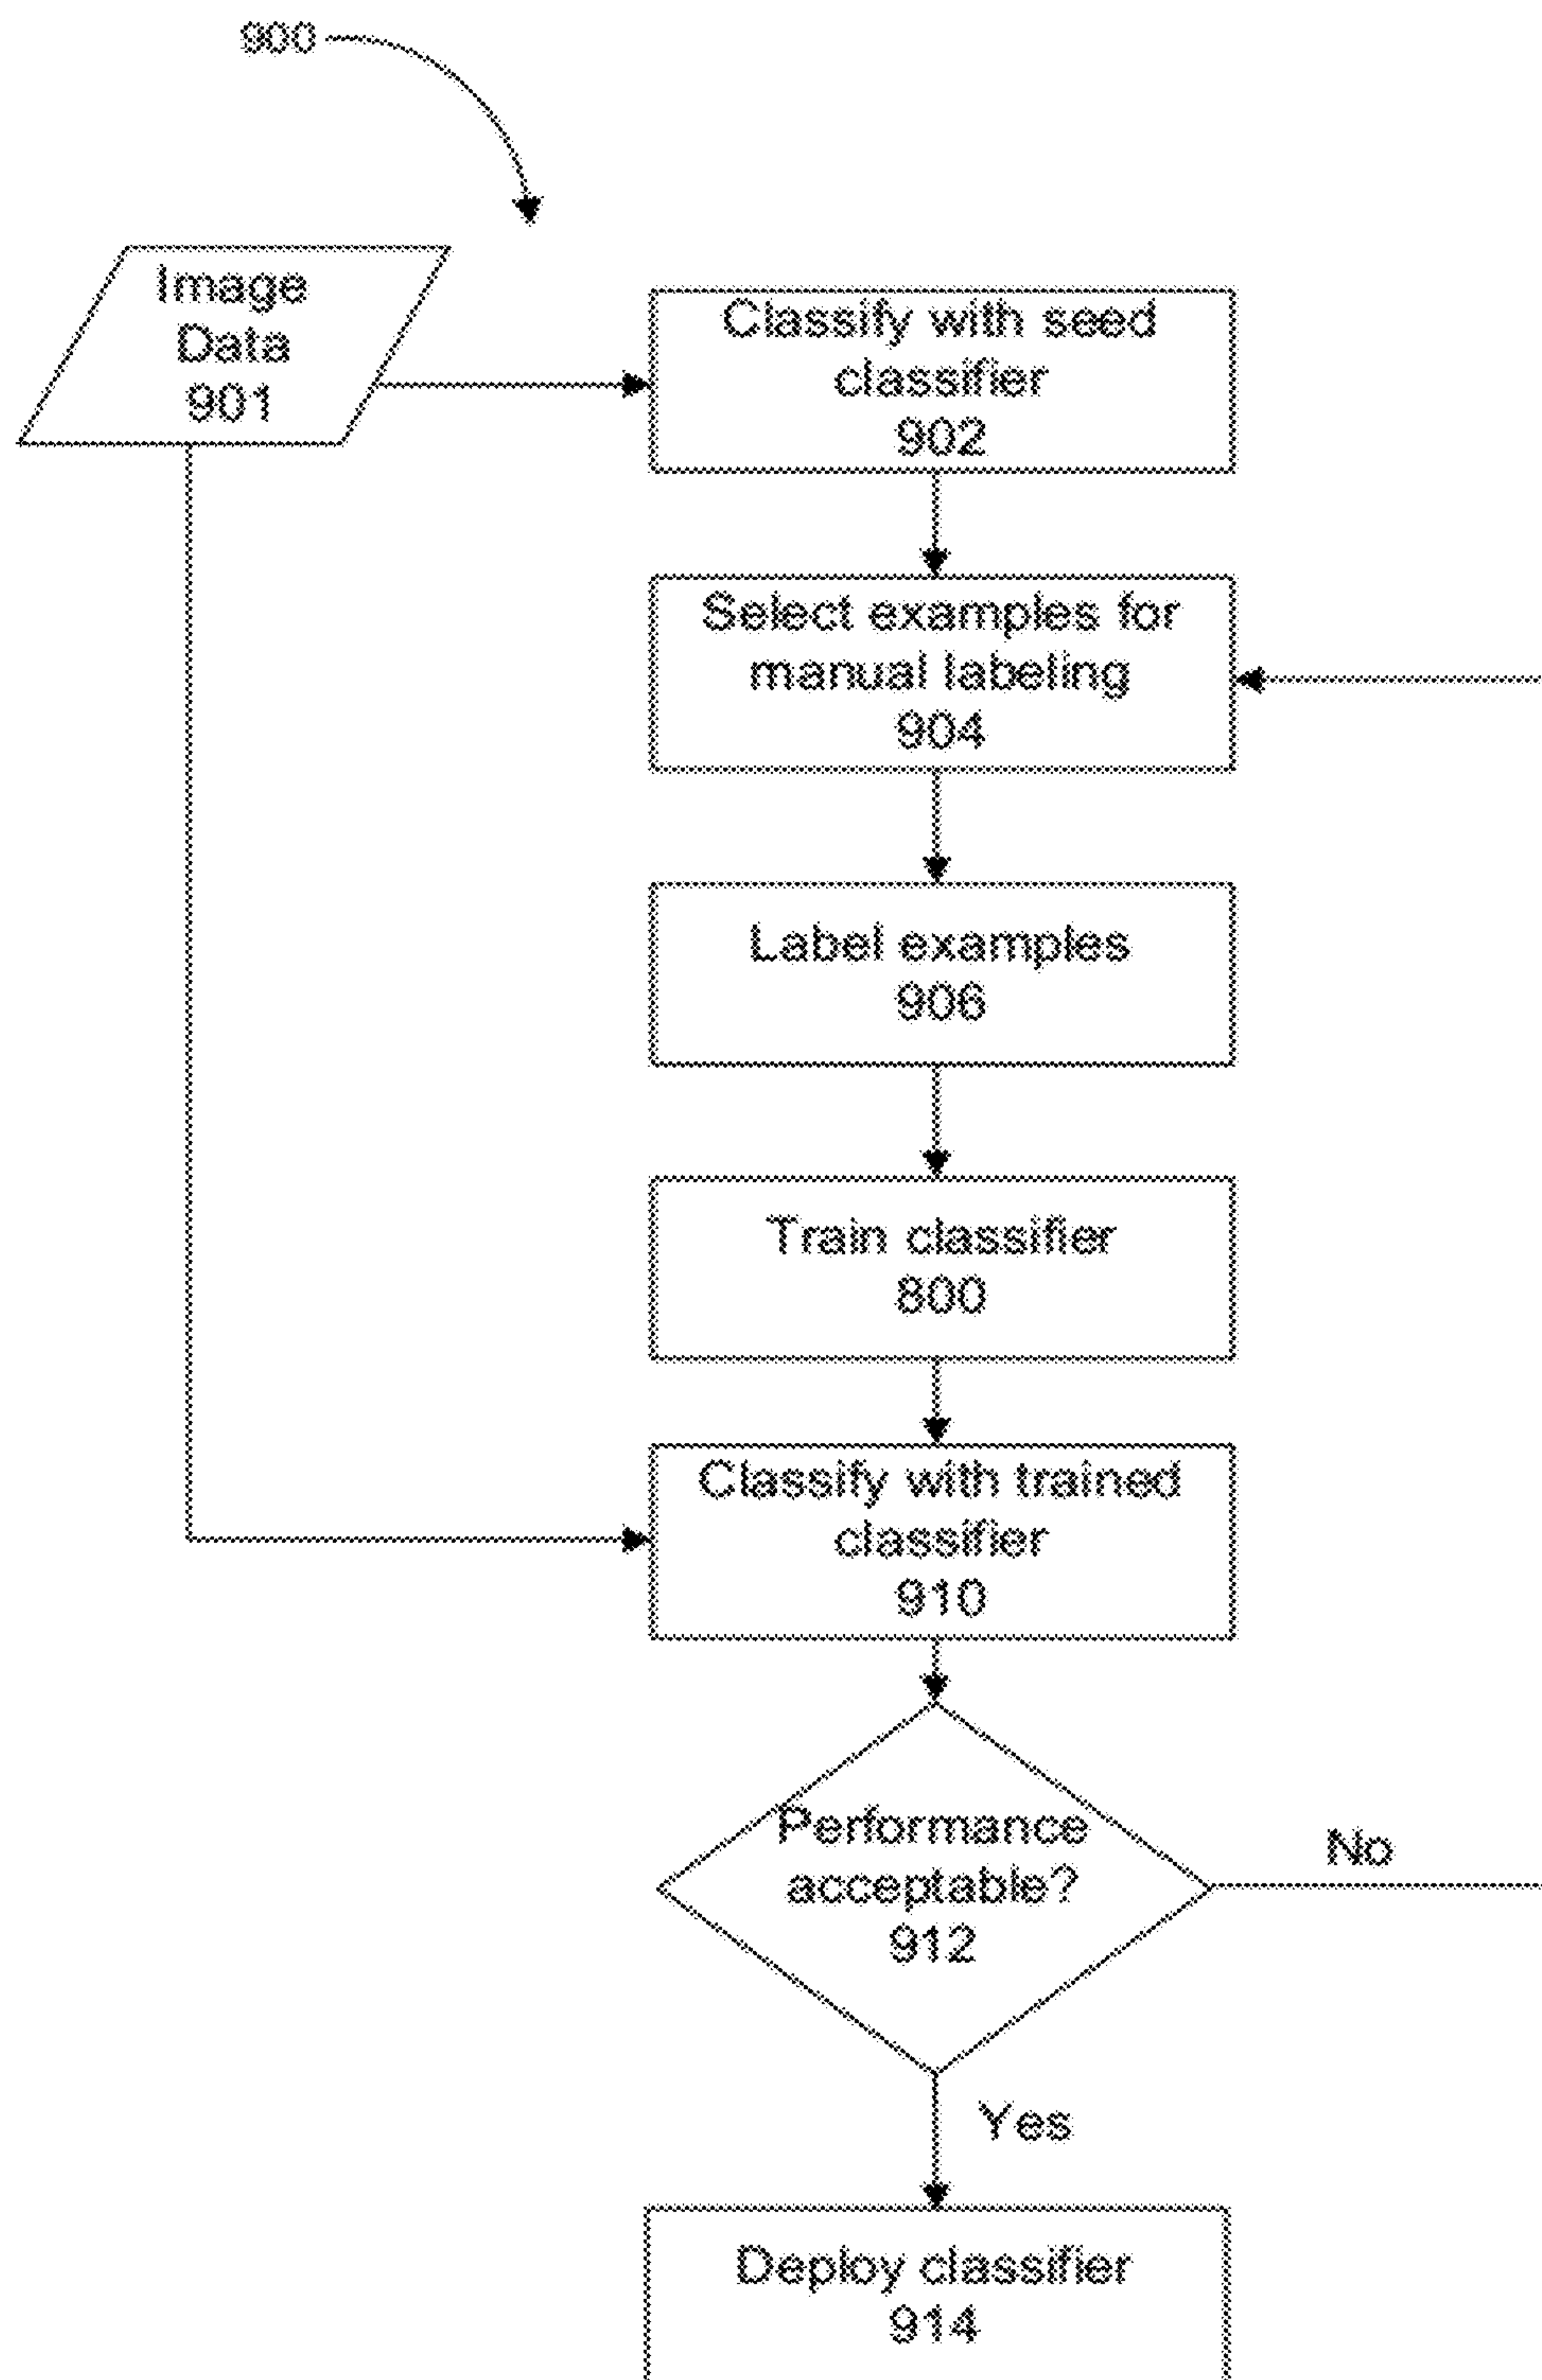 900
Image
Data
901
Classify with seed
classifier
902
Select examples for
manual labeling
904
Label examples
906
Train classifier
800
Classify with trained
classifier
910
Performance
acceptable?
912
No
Yes
Deploy classifier
914